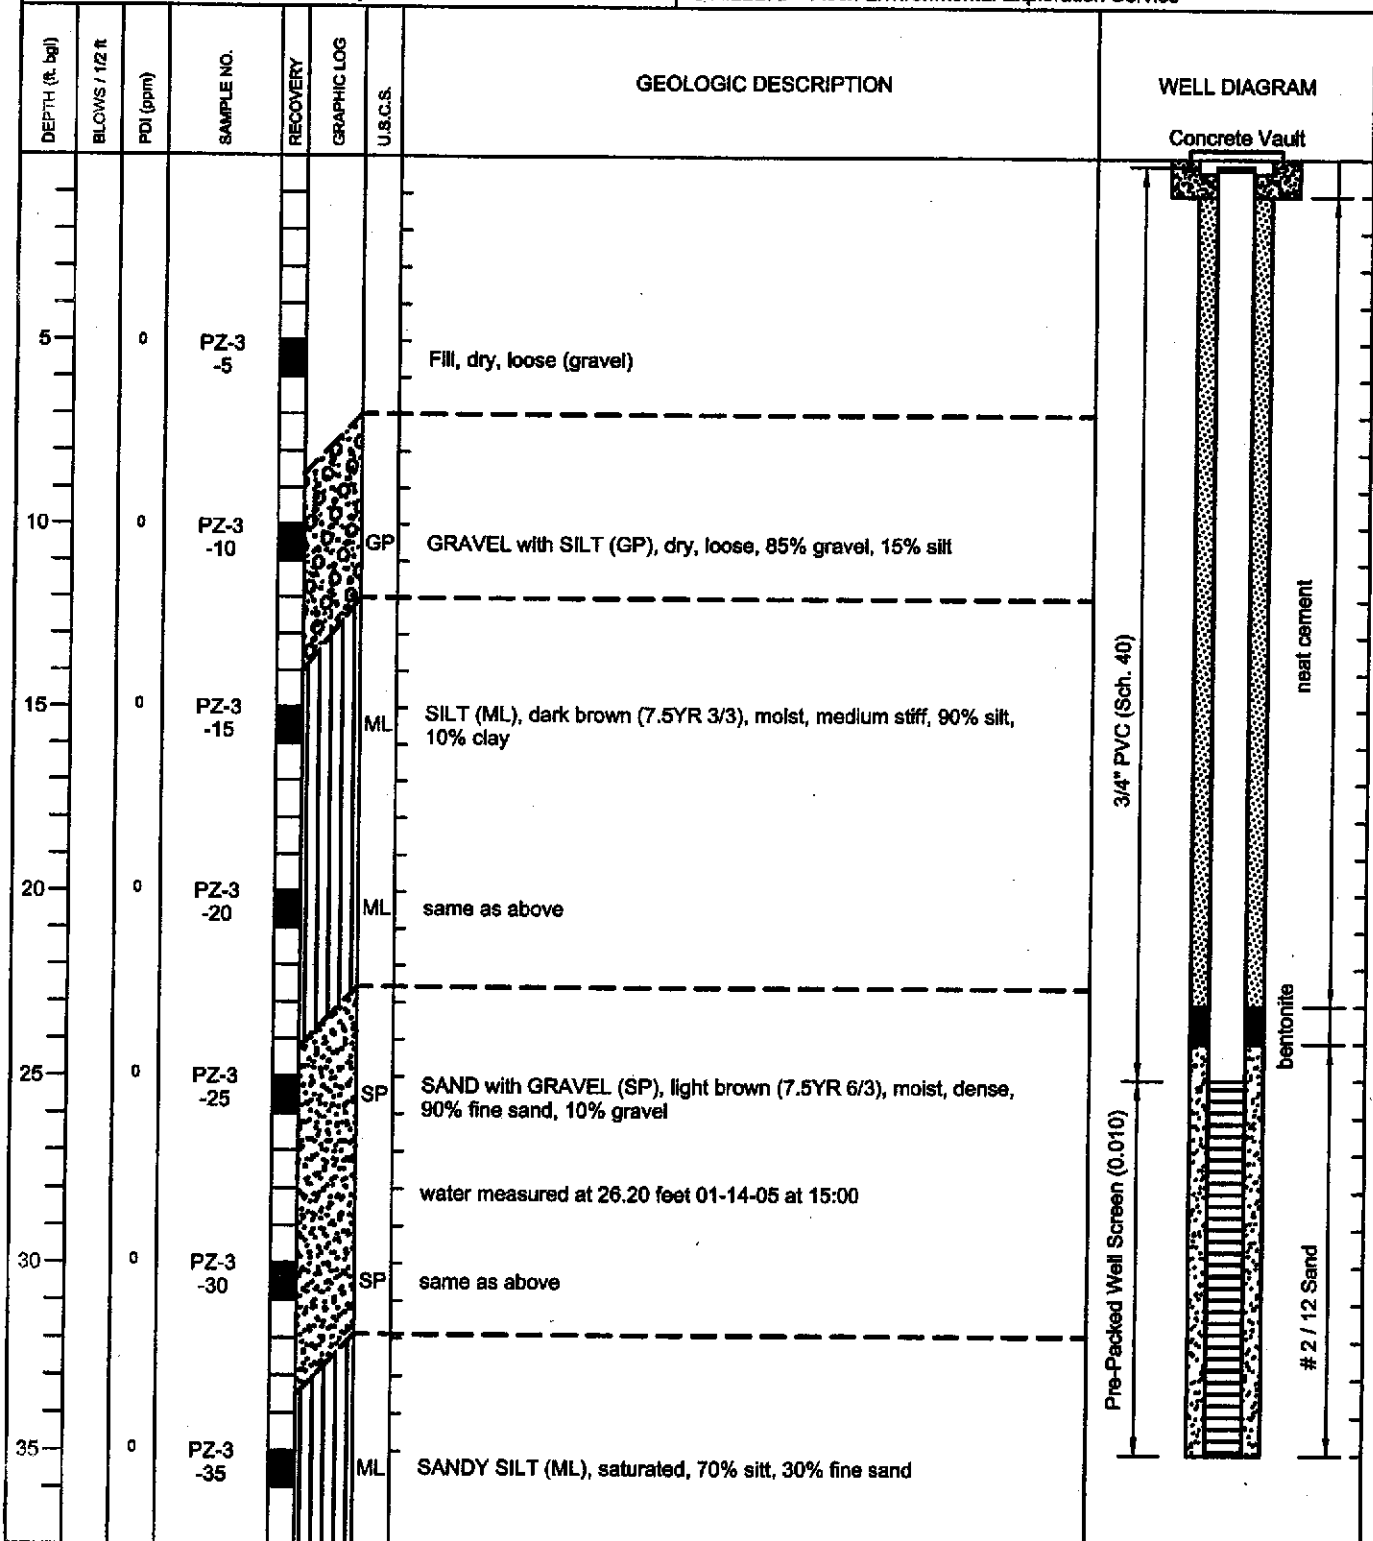 DEPTH (ft. bgl)
BLOWS / 1/2 ft
PDI (ppm)
SAMPLE NO.
RECOVERY
GRAPHIC LOG
U.S.C.S.
GEOLOGIC DESCRIPTION
WELL DIAGRAM
Concrete Vault
5
0
PZ-3
-5
Fill, dry, loose (gravel)
10
0
PZ-3
-10
GP
GRAVEL with SILT (GP), dry, loose, 85% gravel, 15% silt
15
0
PZ-3
-15
ML
SILT (ML), dark brown (7.5YR 3/3), moist, medium stiff, 90% silt,
10% clay
20
0
PZ-3
-20
ML
same as above
25
0
PZ-3
-25
SP
SAND with GRAVEL (SP), light brown (7.5YR 6/3), moist, dense,
90% fine sand, 10% gravel
water measured at 26.20 feet 01-14-05 at 15:00
30
0
PZ-3
-30
SP
same as above
35
0
PZ-3
-35
ML
SANDY SILT (ML), saturated, 70% silt, 30% fine sand
3/4" PVC (Sch. 40)
Pre-Packed Well Screen (0.010)
neat cement
bentonite
# 2 / 12 Sand